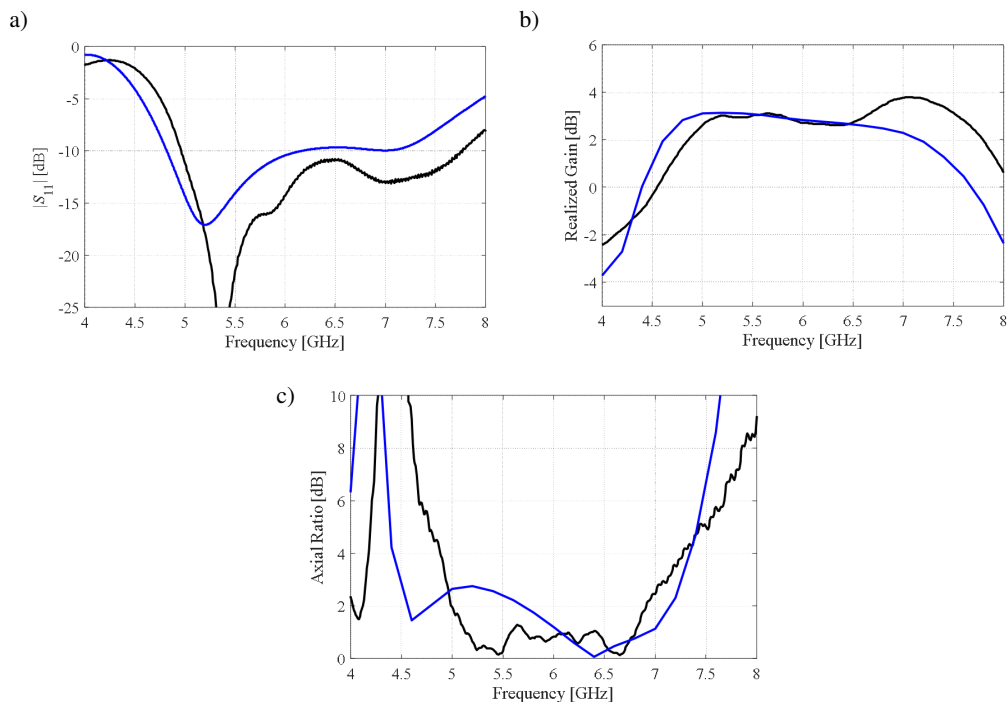 a)
0
-5
-10
-15
-20
-25
|S11| [dB]
4 4.5 5 5.5 6 6.5 7 7.5 8
Frequency [GHz]
b)
6
4
2
0
-2
-4
Realized Gain [dB]
4 4.5 5 5.5 6 6.5 7 7.5 8
Frequency [GHz]
c)
10
8
6
4
2
0
Axial Ratio [dB]
4 4.5 5 5.5 6 6.5 7 7.5 8
Frequency [GHz]